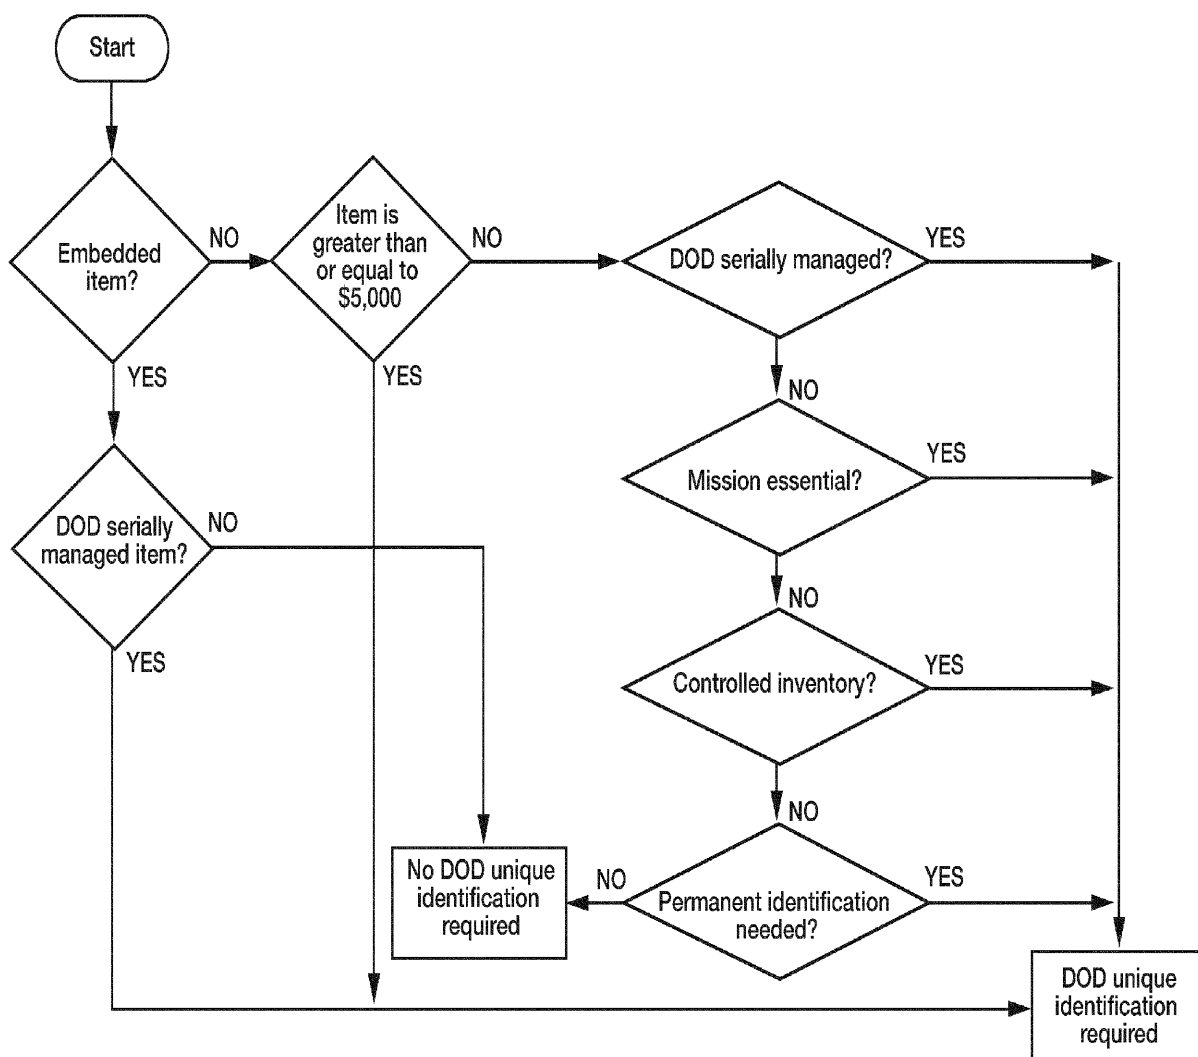 Start
Embedded
item?
NO
YES
Item is
greater than
or equal to
$5,000
NO
YES
DOD serially managed?
YES
NO
Mission essential?
YES
NO
DOD serially
managed item?
NO
YES
Controlled inventory?
YES
NO
Permanent identification
needed?
NO
YES
No DOD unique
identification
required
DOD unique
identification
required